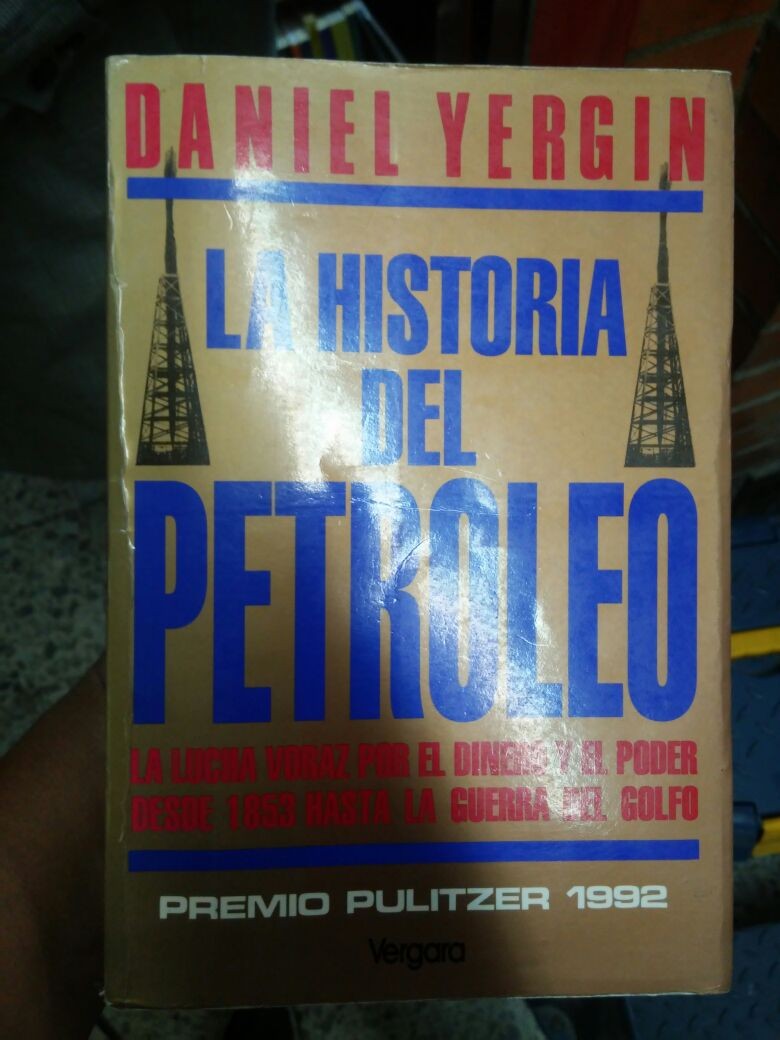 DANIEL YERGIN
LA HISTORIA
DEL
PETROLEO
LA LUCHA VORAZ POR EL DINERO Y EL PODER
DESDE 1853 HASTA LA GUERRA DEL GOLFO
PREMIO PULITZER 1992
Vergara